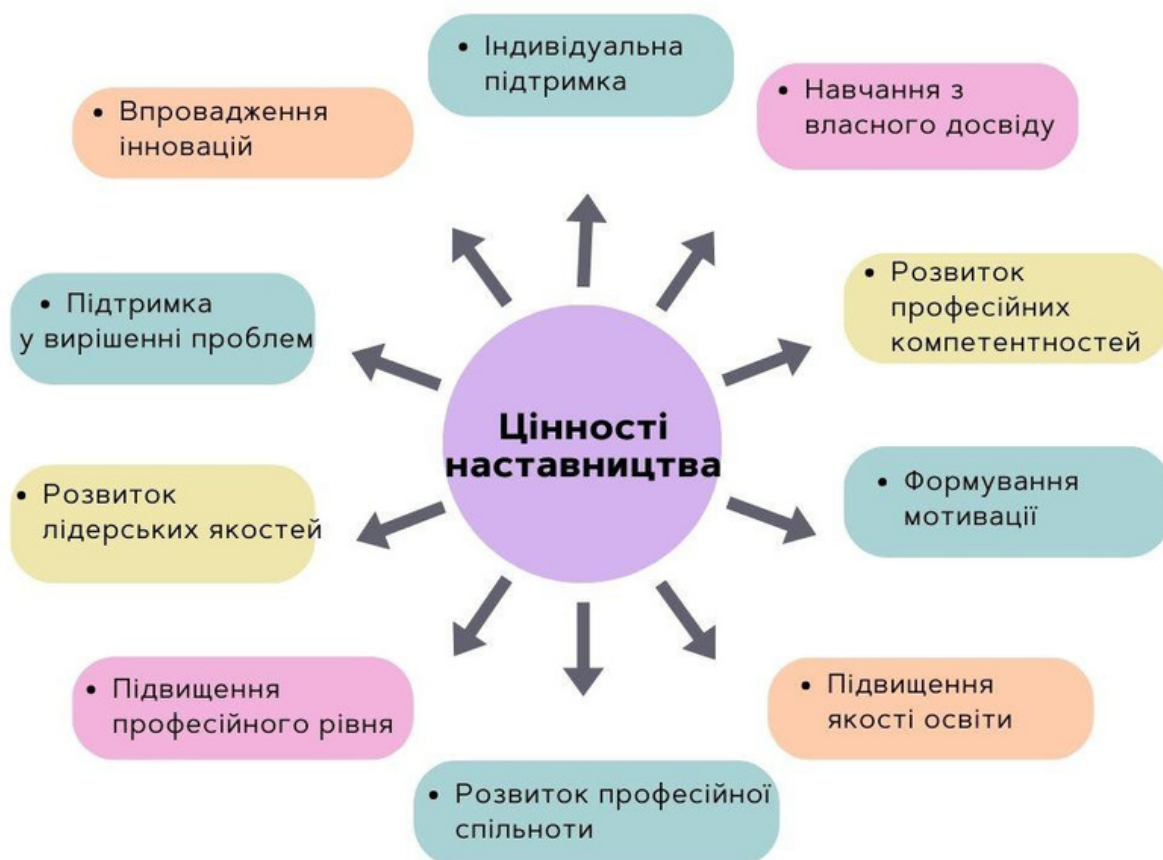 • Індивідуальна
підтримка
• Навчання з
власного досвіду
• Розвиток
професійних
компетентностей
• Формування
мотивації
• Підвищення
якості освіти
• Розвиток професійної
спільноти
• Підвищення
професійного рівня
• Розвиток
лідерських якостей
• Підтримка
у вирішенні проблем
• Впровадження
інновацій
Цінності
наставництва